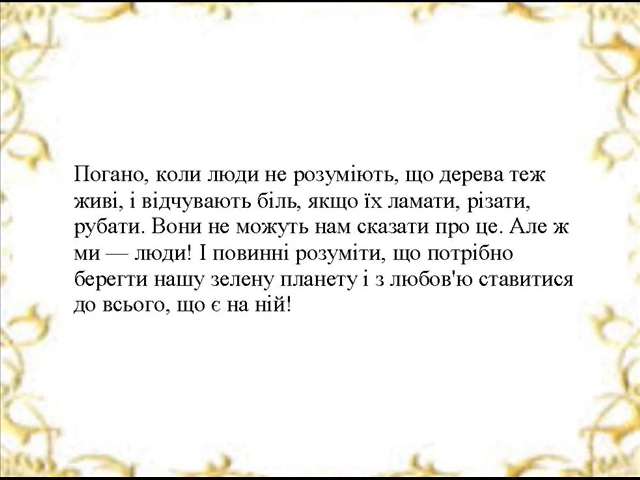 Погано, коли люди не розуміють, що дерева теж
живі, і відчувають біль, якщо їх ламати, різати,
рубати. Вони не можуть нам сказати про це. Але ж
ми — люди! І повинні розуміти, що потрібно
берегти нашу зелену планету і з любов'ю ставитися
до всього, що є на ній!